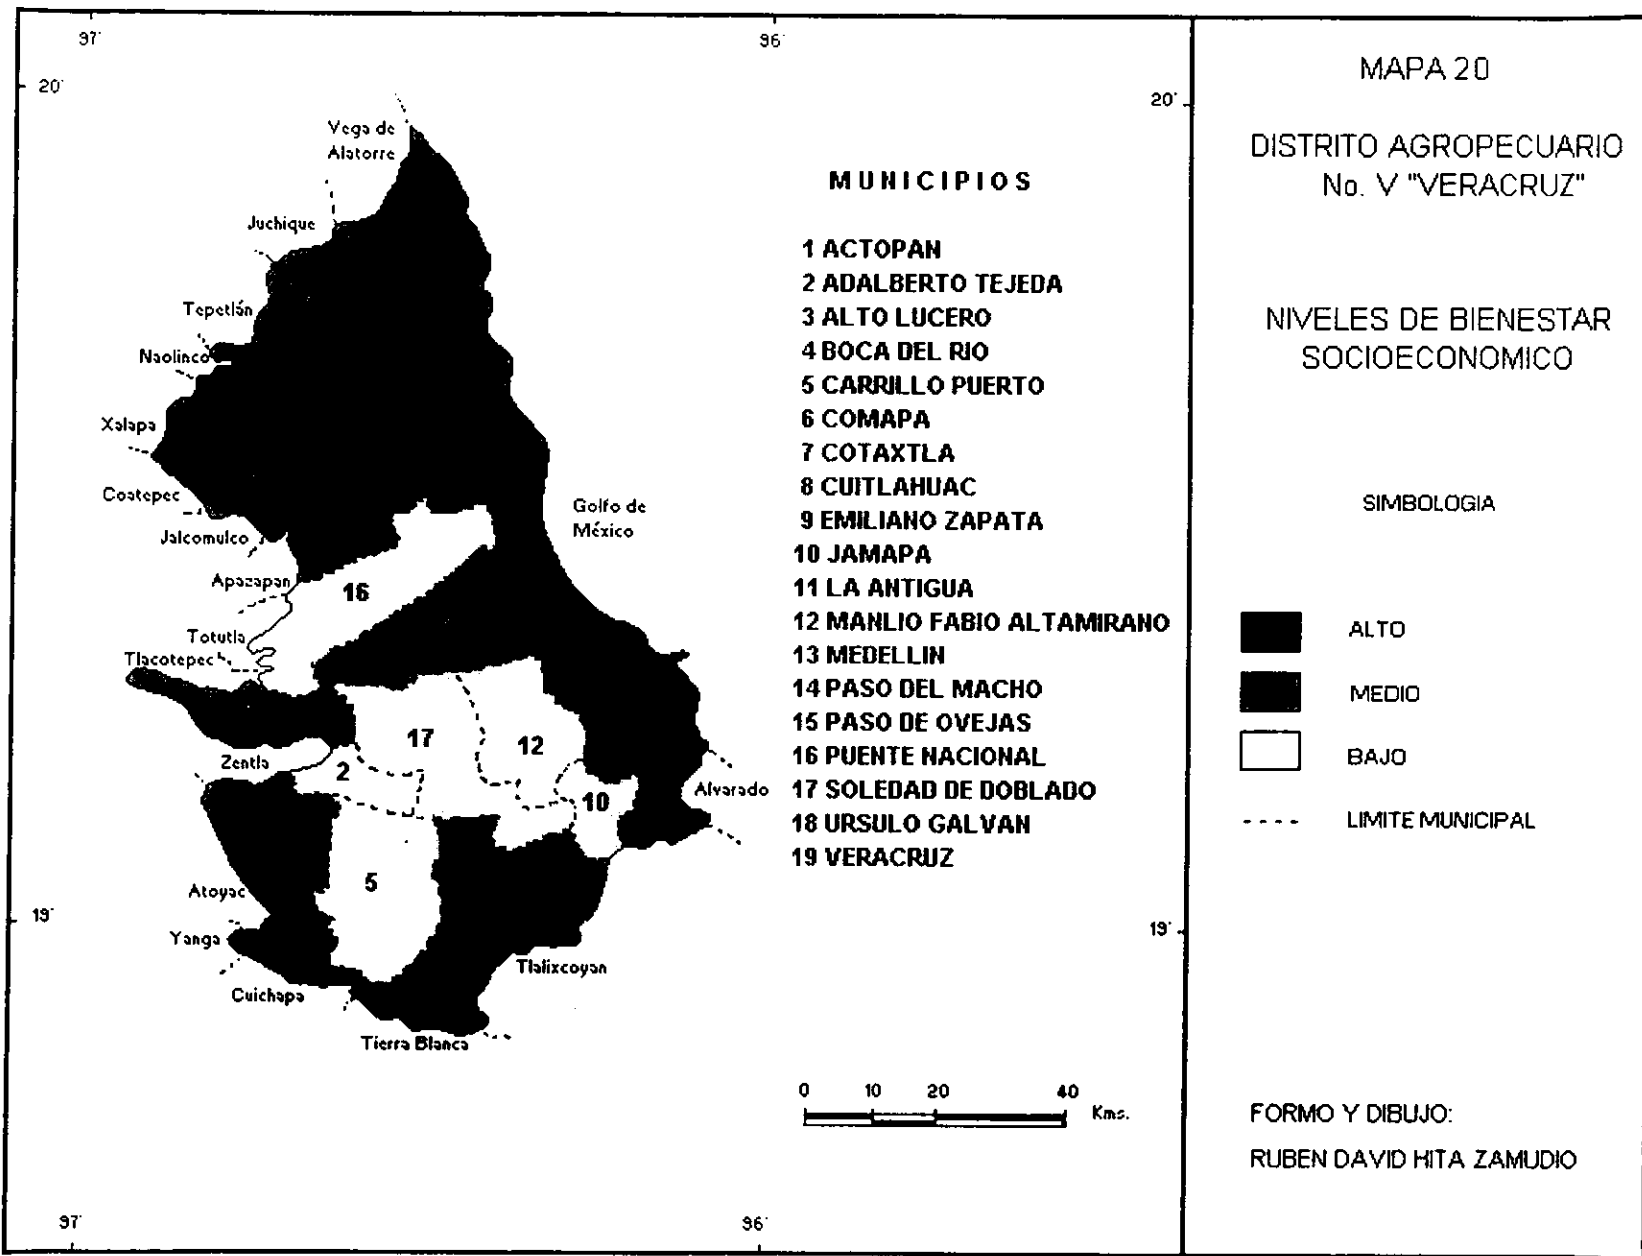 97°
96°
20°
20°
Vega de
Alatorre
Juchique
Tepetlán
Naolinco
Xalapa
Coatepec
Jalcomulco
Apazapan
Totutla
Tlacotepec
Zentla
Atoyac
Yanga
Cuichapa
Tierra Blanca
Tlalixcoyan
Alvarado
Golfo de
México
16
17
12
2
10
5
19°
19°
97°
96°
MUNICIPIOS
1 ACTOPAN
2 ADALBERTO TEJEDA
3 ALTO LUCERO
4 BOCA DEL RIO
5 CARRILLO PUERTO
6 COMAPA
7 COTAXTLA
8 CUITLAHUAC
9 EMILIANO ZAPATA
10 JAMAPA
11 LA ANTIGUA
12 MANLIO FABIO ALTAMIRANO
13 MEDELLIN
14 PASO DEL MACHO
15 PASO DE OVEJAS
16 PUENTE NACIONAL
17 SOLEDAD DE DOBLADO
18 URSULO GALVAN
19 VERACRUZ
0 10 20 40
Kms.
MAPA 20
DISTRITO AGROPECUARIO
No. V "VERACRUZ"
NIVELES DE BIENESTAR
SOCIOECONOMICO
SIMBOLOGIA
ALTO
MEDIO
BAJO
LIMITE MUNICIPAL
FORMO Y DIBUJO:
RUBEN DAVID HITA ZAMUDIO